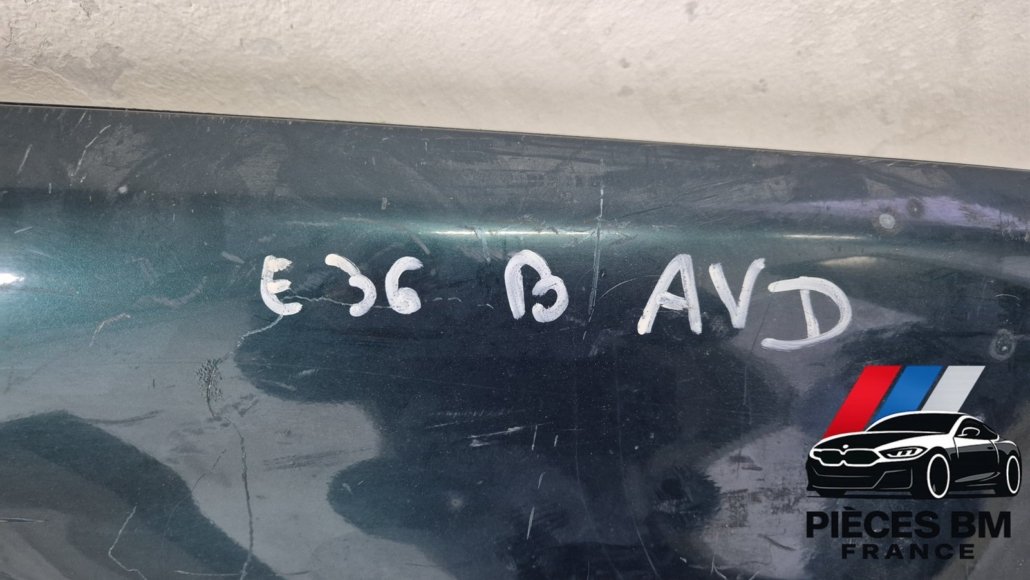 E36 B AVD
PIÈCES BM
FRANCE